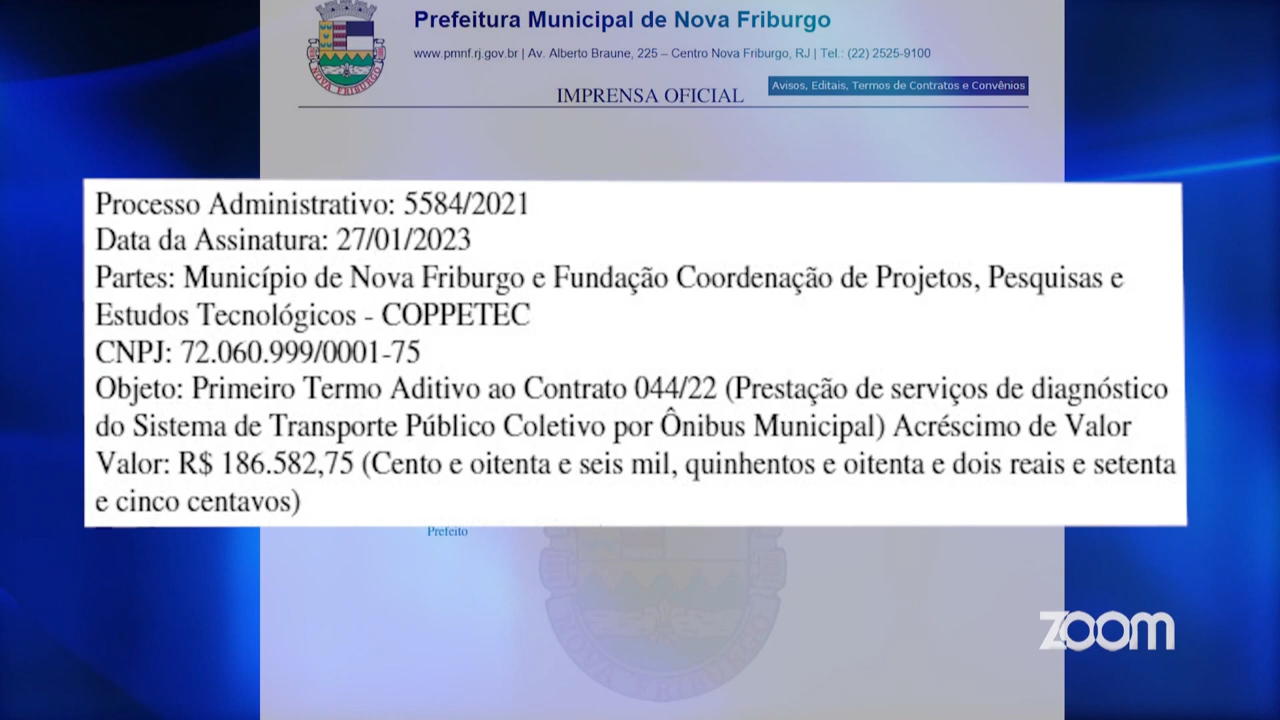 Prefeitura Municipal de Nova Friburgo
www.pmnf.rj.gov.br | Av. Alberto Braune, 225 – Centro Nova Friburgo, RJ | Tel.: (22) 2525-9100
IMPRENSA OFICIAL
Avisos, Editais, Termos de Contratos e Convênios
NOVA FRIBURGO
Processo Administrativo: 5584/2021
Data da Assinatura: 27/01/2023
Partes: Município de Nova Friburgo e Fundação Coordenação de Projetos, Pesquisas e
Estudos Tecnológicos - COPPETEC
CNPJ: 72.060.999/0001-75
Objeto: Primeiro Termo Aditivo ao Contrato 044/22 (Prestação de serviços de diagnóstico
do Sistema de Transporte Público Coletivo por Ônibus Municipal) Acréscimo de Valor
Valor: R$ 186.582,75 (Cento e oitenta e seis mil, quinhentos e oitenta e dois reais e setenta
e cinco centavos)
Prefeito
NOVA FRIBURGO
zoom